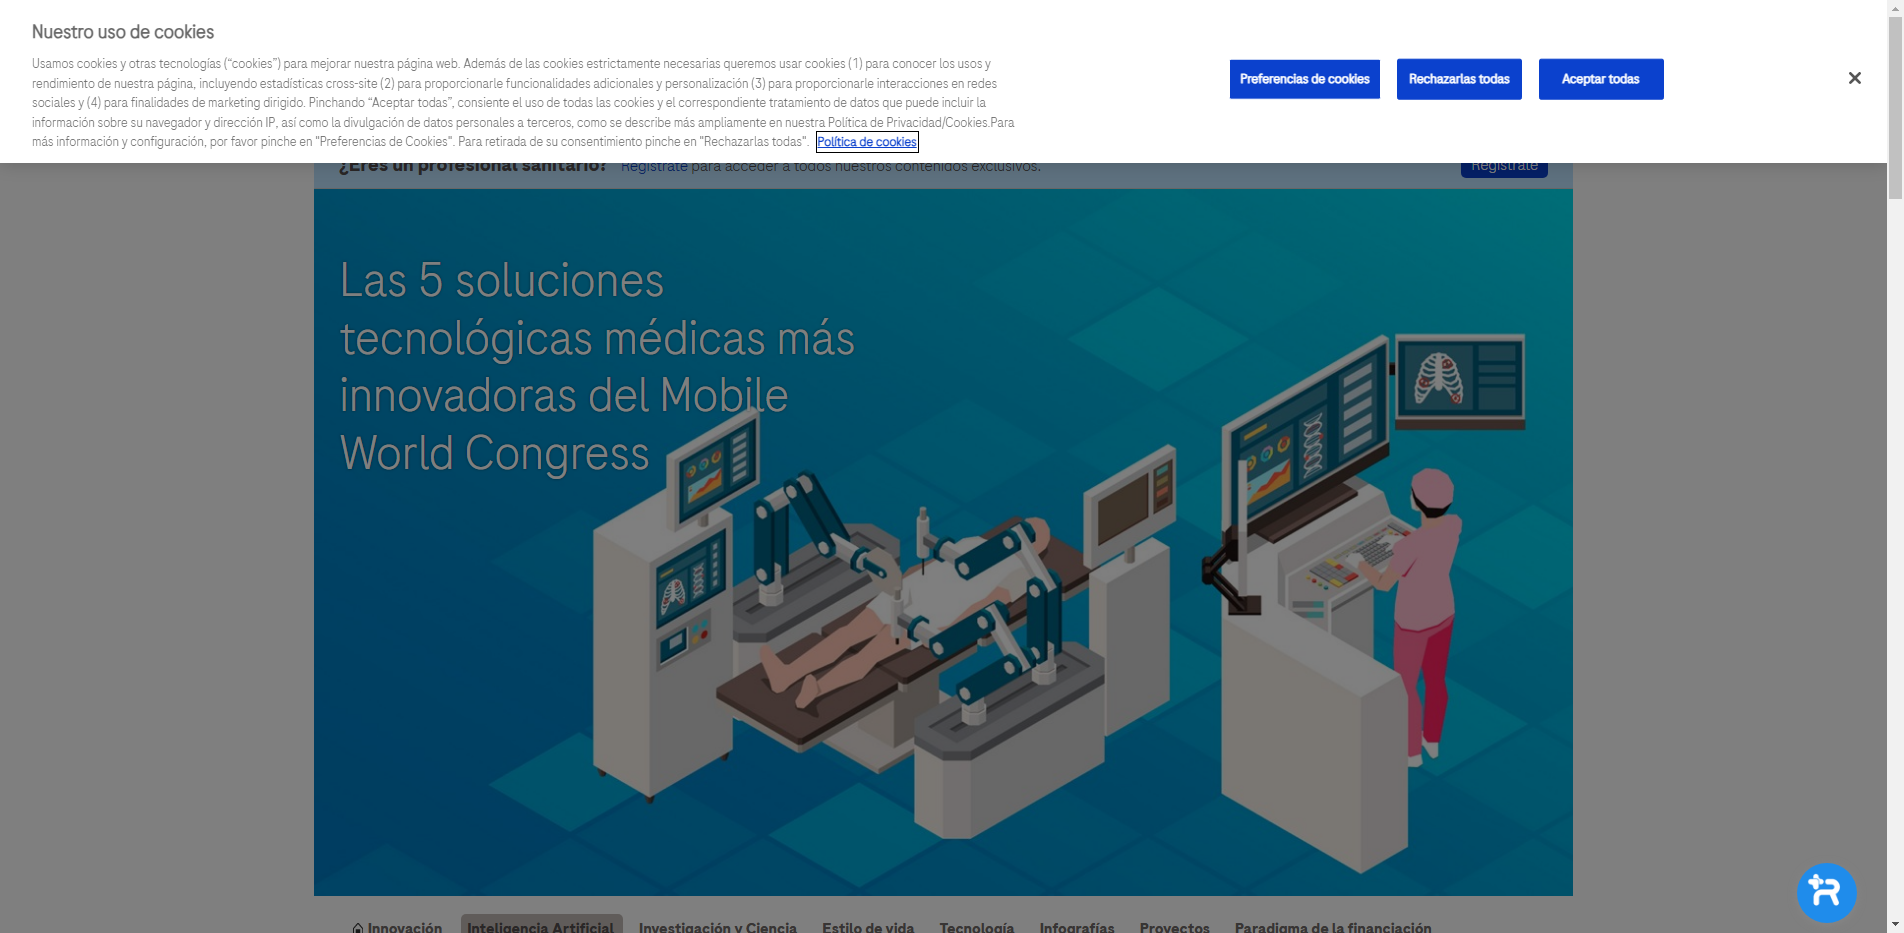 Nuestro uso de cookies
Usamos cookies y otras tecnologías (“cookies”) para mejorar nuestra página web. Además de las cookies estrictamente necesarias queremos usar cookies (1) para conocer los usos y
rendimiento de nuestra página, incluyendo estadísticas cross-site (2) para proporcionarle funcionalidades adicionales y personalización (3) para proporcionarle interacciones en redes
sociales y (4) para finalidades de marketing dirigido. Pinchando “Aceptar todas”, consiente el uso de todas las cookies y el correspondiente tratamiento de datos que puede incluir la
información sobre su navegador y dirección IP, así como la divulgación de datos personales a terceros, como se describe más ampliamente en nuestra Política de Privacidad/Cookies.Para
más información y configuración, por favor pinche en "Preferencias de Cookies". Para retirada de su consentimiento pinche en "Rechazarlas todas". Política de cookies
Preferencias de cookies
Rechazarlas todas
Aceptar todas
¿Eres un profesional sanitario? Regístrate para acceder a todos nuestros contenidos exclusivos.
Regístrate
Las 5 soluciones
tecnológicas médicas más
innovadoras del Mobile
World Congress
Innovación Inteligencia Artificial Investigación y Ciencia Estilo de vida Tecnología Infografías Proyectos Paradigma de la financiación